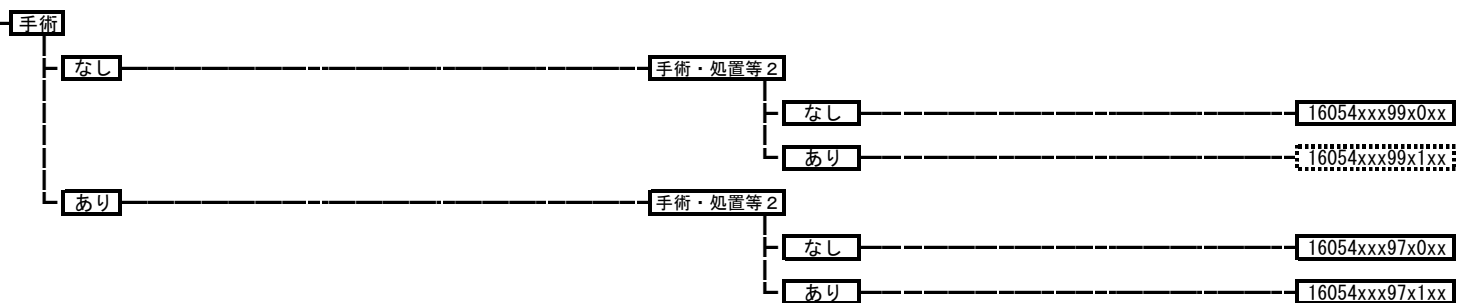 手術
なし 手術・処置等2
なし 16054xxx99x0xx
あり 16054xxx99x1xx
あり 手術・処置等2
なし 16054xxx97x0xx
あり 16054xxx97x1xx